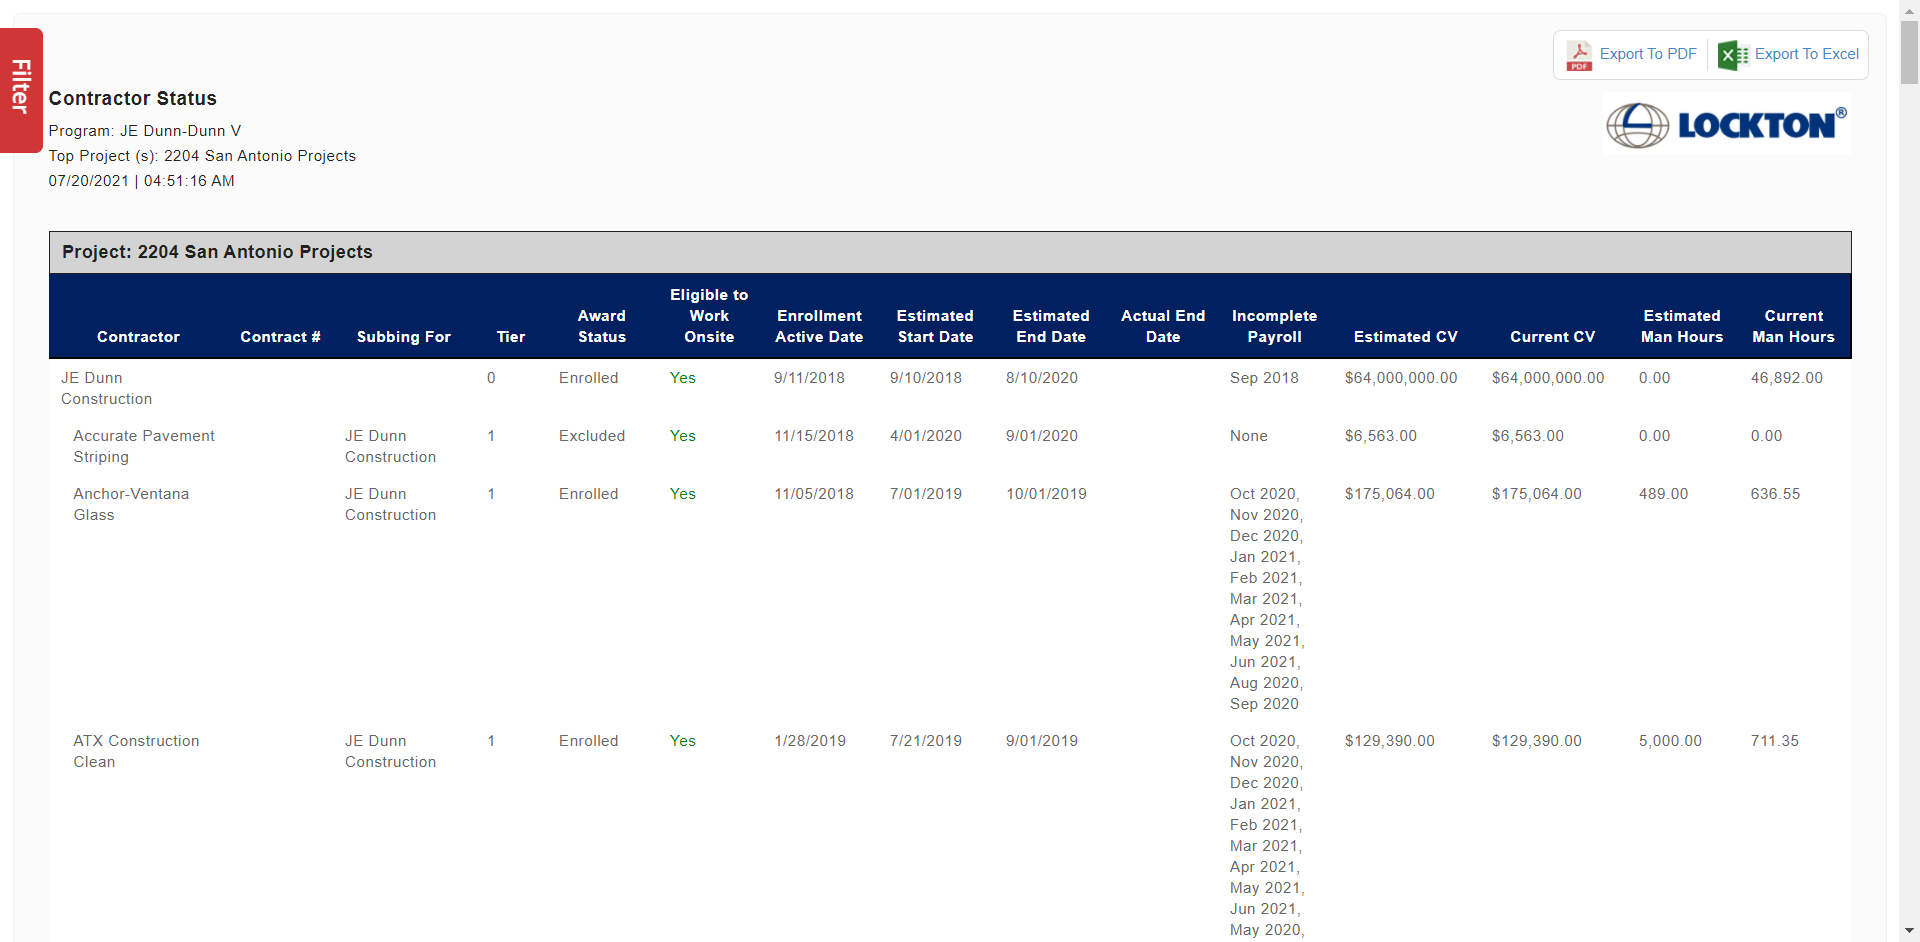 Filter
PDF Export To PDF
X Export To Excel
LOCKTON®
Contractor Status
Program: JE Dunn-Dunn V
Top Project (s): 2204 San Antonio Projects
07/20/2021 | 04:51:16 AM
Project: 2204 San Antonio Projects
Contractor
Contract #
Subbing For
Tier
Award
Status
Eligible to
Work
Onsite
Enrollment
Active Date
Estimated
Start Date
Estimated
End Date
Actual End
Date
Incomplete
Payroll
Estimated CV
Current CV
Estimated
Man Hours
Current
Man Hours
JE Dunn
Construction
0
Enrolled
Yes
9/11/2018
9/10/2018
8/10/2020
Sep 2018
$64,000,000.00
$64,000,000.00
0.00
46,892.00
Accurate Pavement
Striping
JE Dunn
Construction
1
Excluded
Yes
11/15/2018
4/01/2020
9/01/2020
None
$6,563.00
$6,563.00
0.00
0.00
Anchor-Ventana
Glass
JE Dunn
Construction
1
Enrolled
Yes
11/05/2018
7/01/2019
10/01/2019
Oct 2020,
Nov 2020,
Dec 2020,
Jan 2021,
Feb 2021,
Mar 2021,
Apr 2021,
May 2021,
Jun 2021,
Aug 2020,
Sep 2020
$175,064.00
$175,064.00
489.00
636.55
ATX Construction
Clean
JE Dunn
Construction
1
Enrolled
Yes
1/28/2019
7/21/2019
9/01/2019
Oct 2020,
Nov 2020,
Dec 2020,
Jan 2021,
Feb 2021,
Mar 2021,
Apr 2021,
May 2021,
Jun 2021,
May 2020,
$129,390.00
$129,390.00
5,000.00
711.35